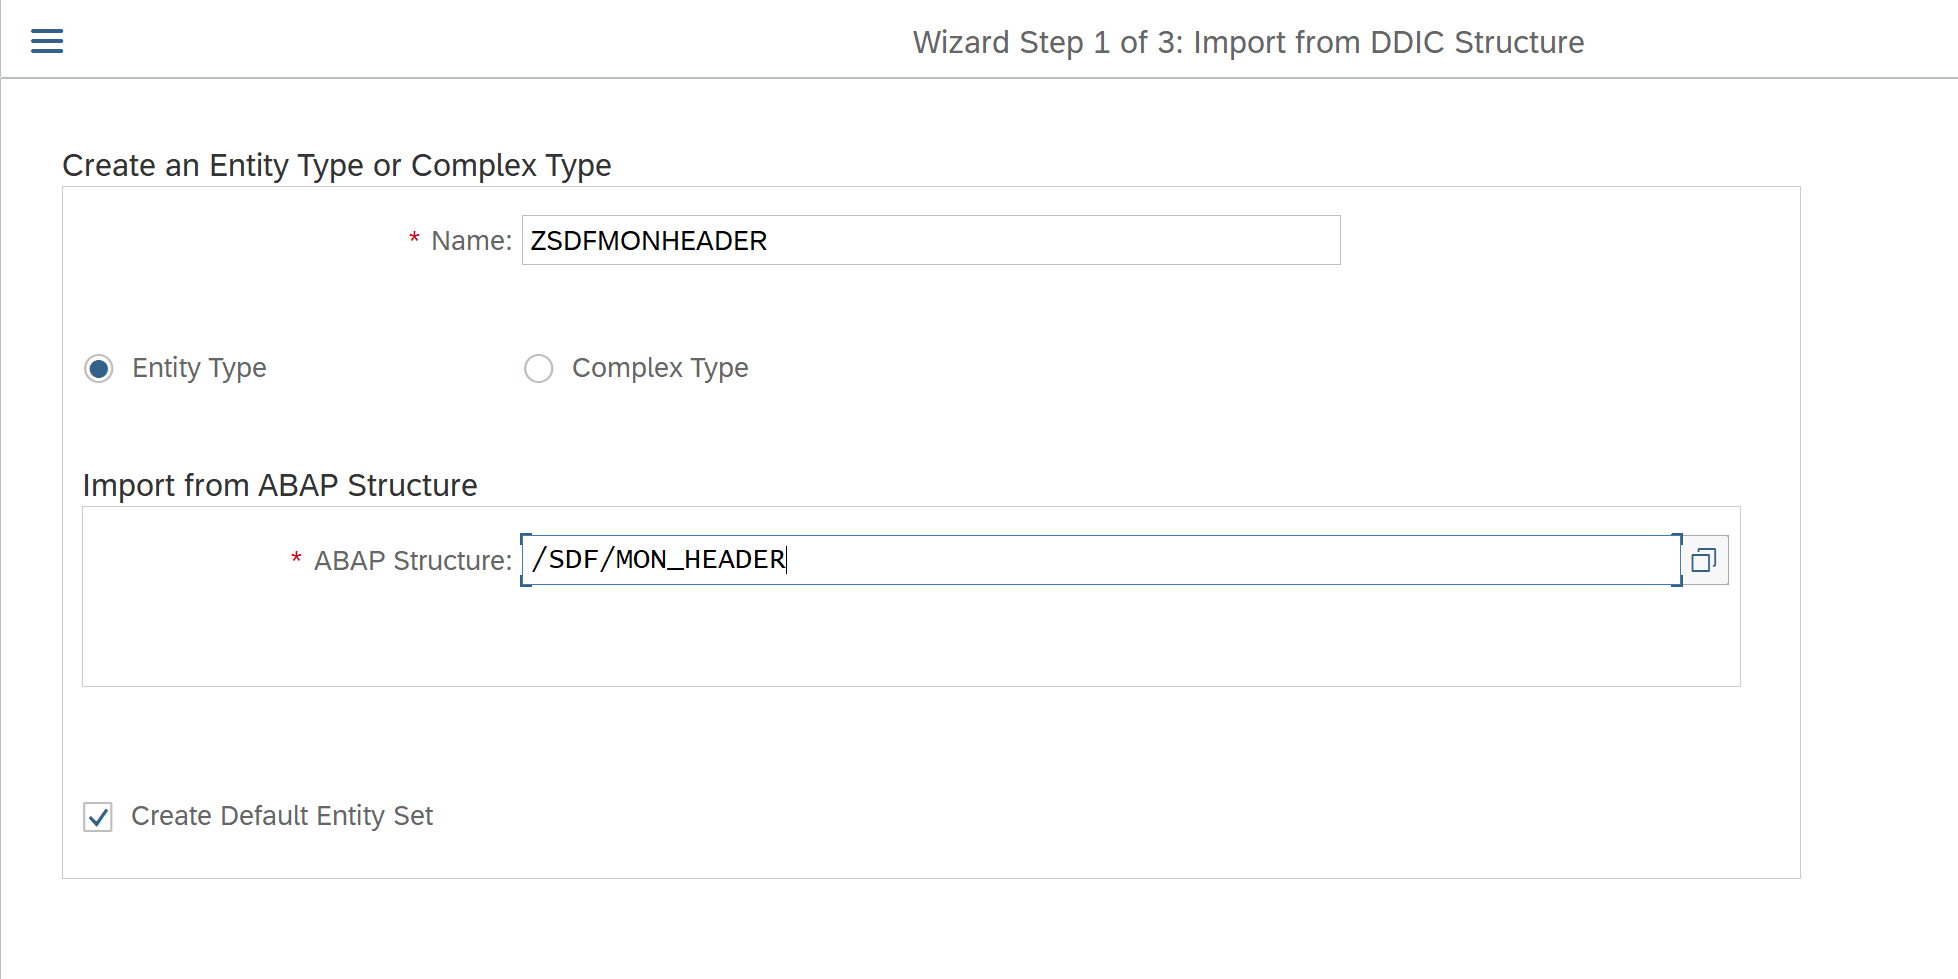 Wizard Step 1 of 3: Import from DDIC Structure
Create an Entity Type or Complex Type
* Name: ZSDFMONHEADER
Entity Type Complex Type
Import from ABAP Structure
* ABAP Structure: /SDF/MON_HEADER
Create Default Entity Set